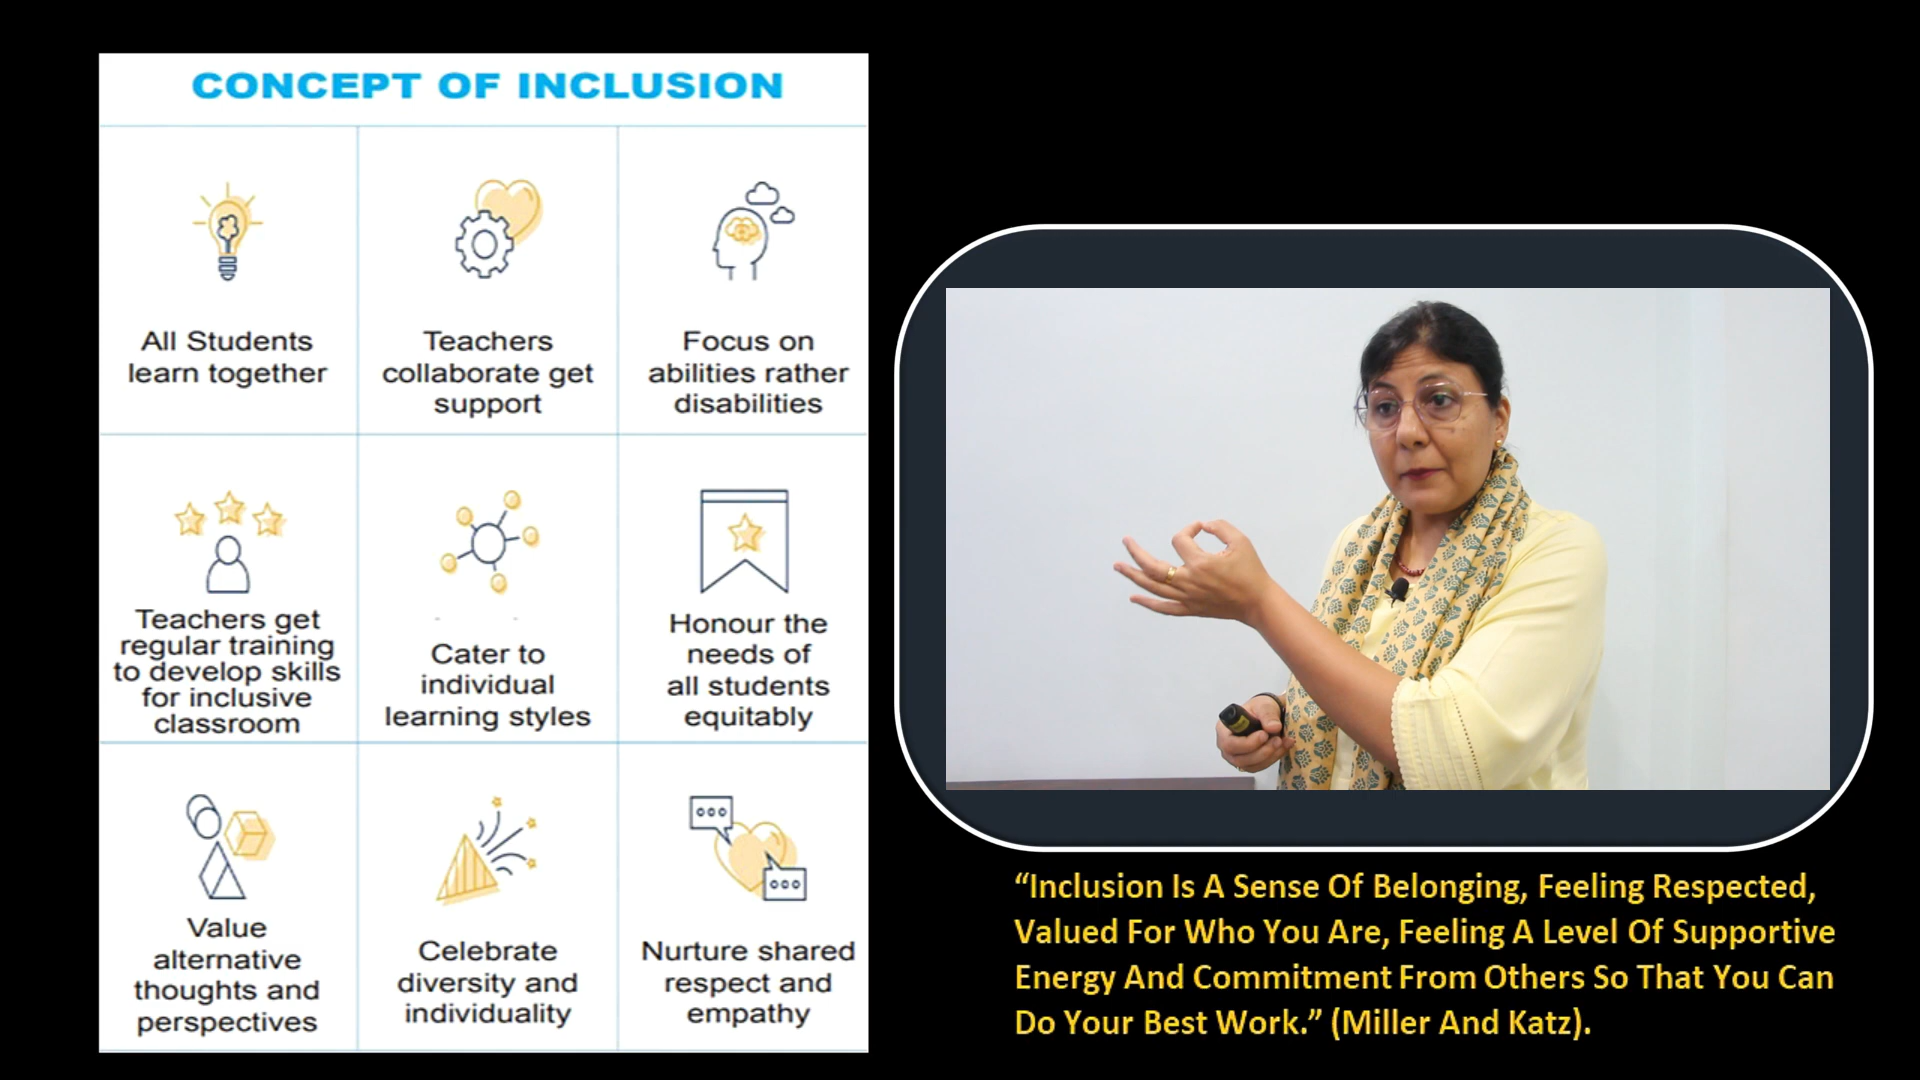 CONCEPT OF INCLUSION
All Students
learn together
Teachers
collaborate get
support
Focus on
abilities rather
disabilities
Teachers get
regular training
to develop skills
for inclusive
classroom
Cater to
individual
learning styles
Honour the
needs of
all students
equitably
Value
alternative
thoughts and
perspectives
Celebrate
diversity and
individuality
Nurture shared
respect and
empathy
“Inclusion Is A Sense Of Belonging, Feeling Respected,
Valued For Who You Are, Feeling A Level Of Supportive
Energy And Commitment From Others So That You Can
Do Your Best Work.” (Miller And Katz).